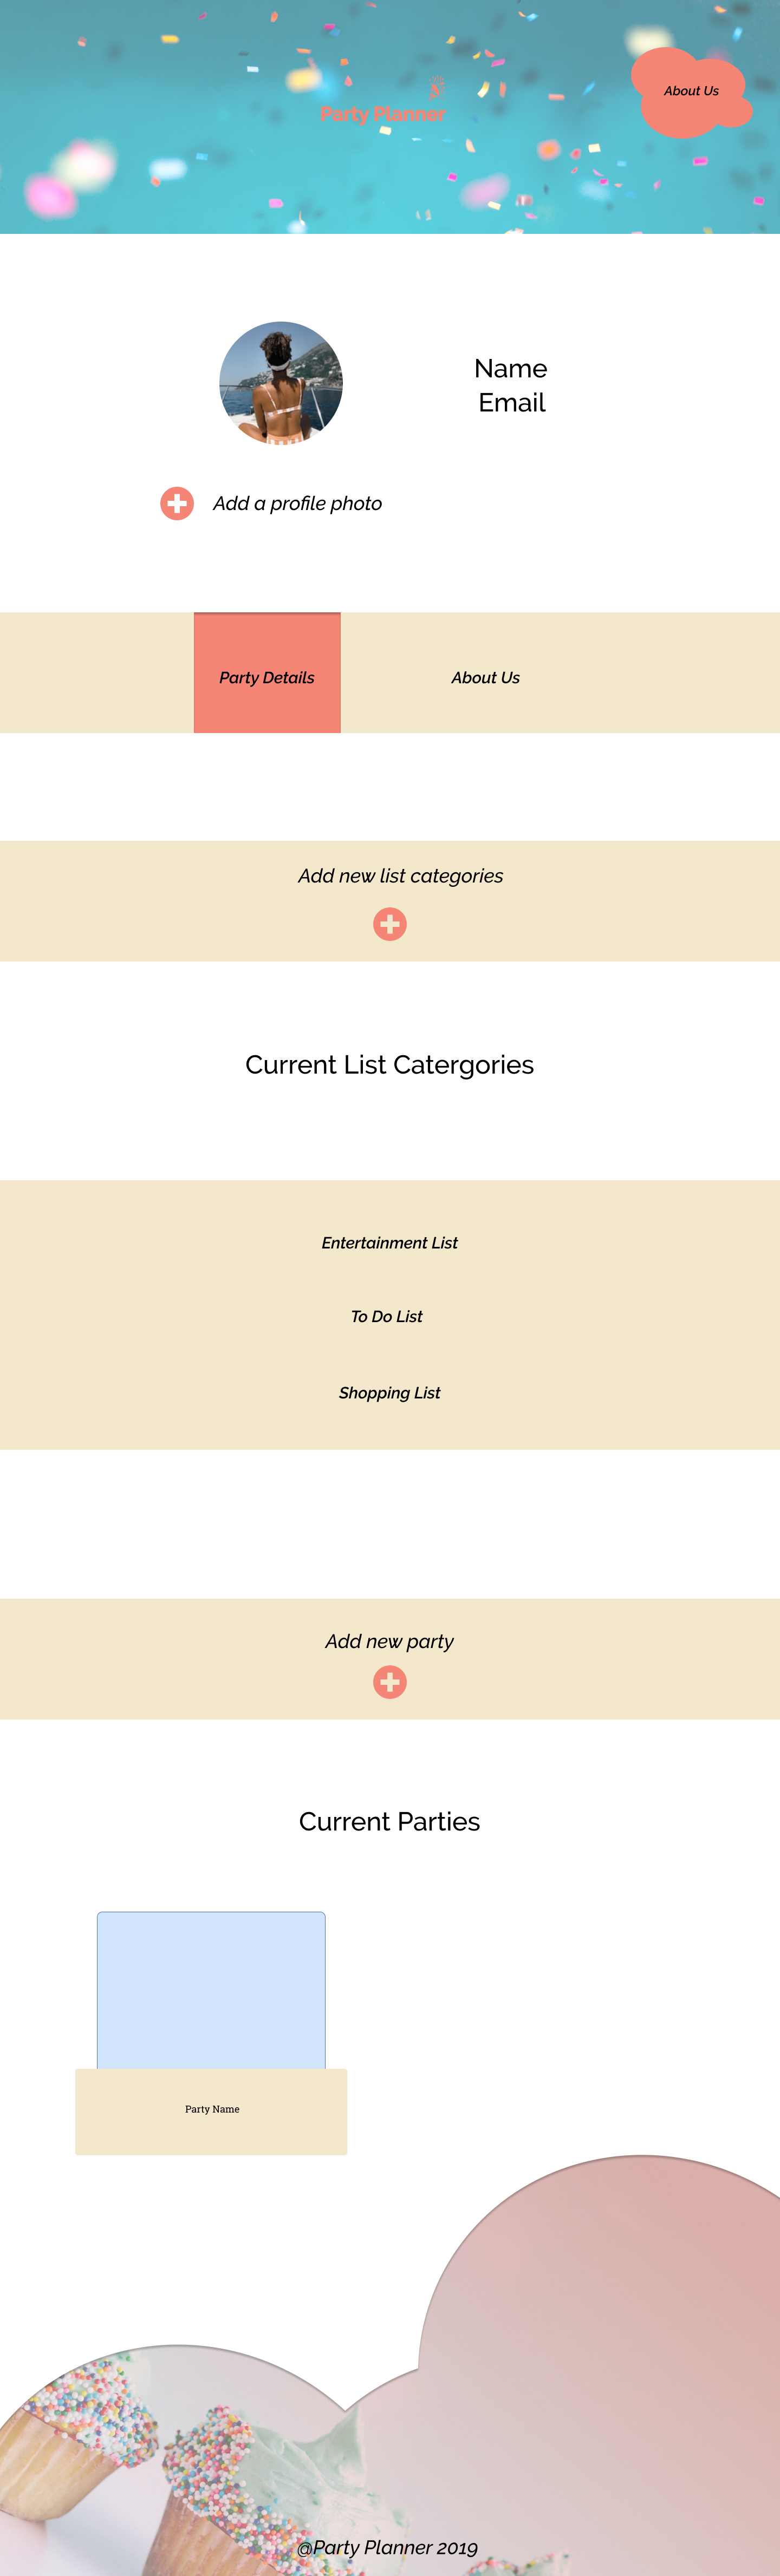 Party Planner
About Us
Name
Email
Add a profile photo
Party Details
About Us
Add new list categories
Current List Catergories
Entertainment List
To Do List
Shopping List
Add new party
Current Parties
Party Name
@Party Planner 2019